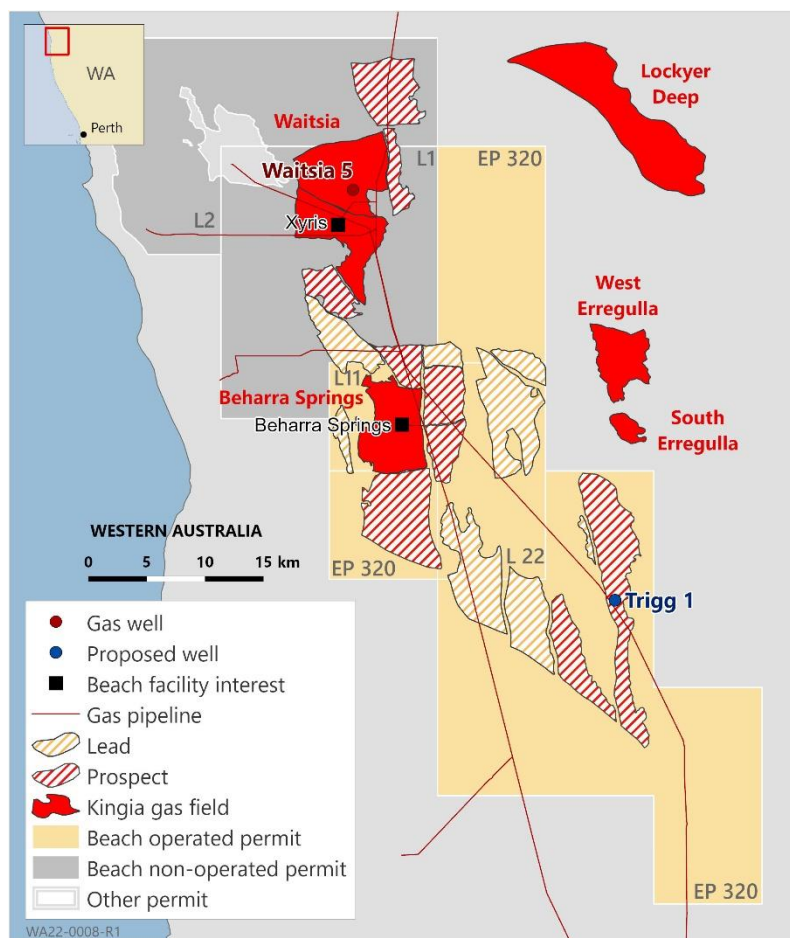 WA
Perth
Lockyer
Deep
Waitsia
Waitsia 5
L1
EP 320
Xyris
L2
West
Erregulla
L11
Beharra Springs
Beharra Springs
South
Erregulla
WESTERN AUSTRALIA
0 5 10 15 km
EP 320
L 22
Trigg 1
Gas well
Proposed well
Beach facility interest
Gas pipeline
Lead
Prospect
Kingia gas field
Beach operated permit
Beach non-operated permit
Other permit
EP 320
WA22-0008-R1